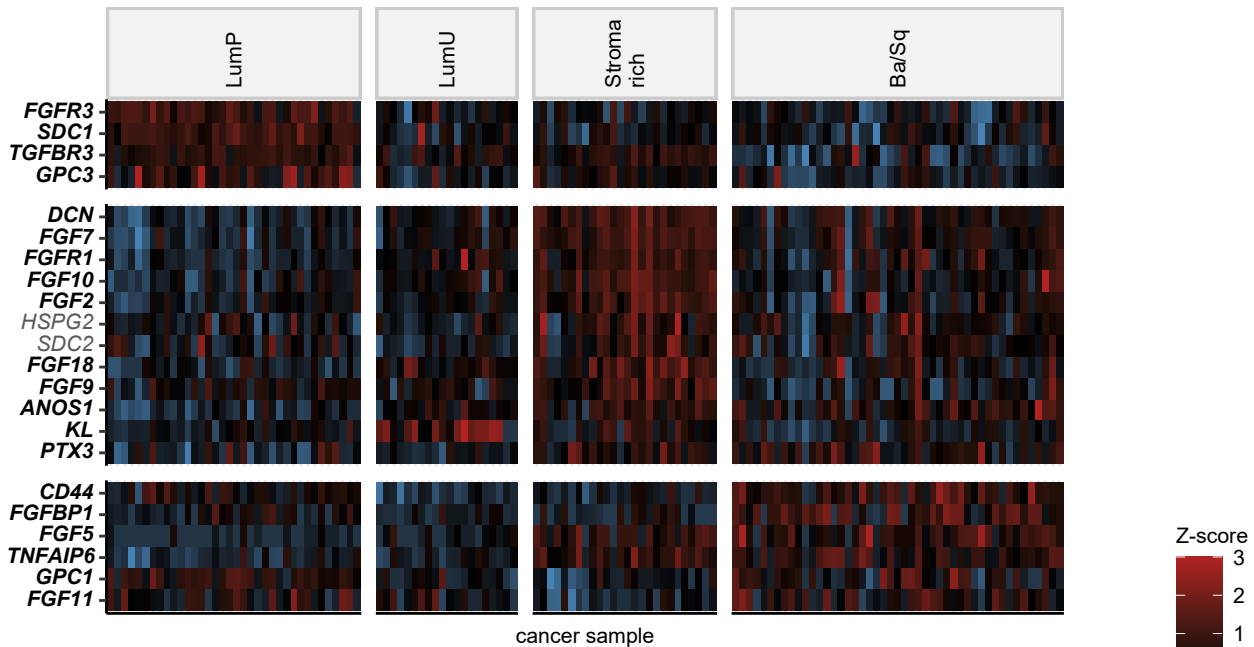 LumP
LumU
Stroma
rich
Ba/Sq
FGFR3
SDC1
TGFBR3
GPC3
DCN
FGF7
FGFR1
FGF10
FGF2
HSPG2
SDC2
FGF18
FGF9
ANOS1
KL
PTX3
CD44
FGFBP1
FGF5
TNFAIP6
GPC1
FGF11
cancer sample
Z-score
3
2
1